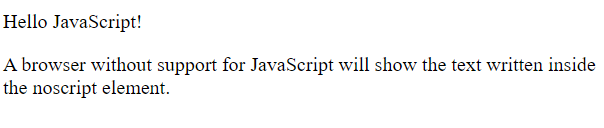 Hello JavaScript!
A browser without support for JavaScript will show the text written inside
the noscript element.